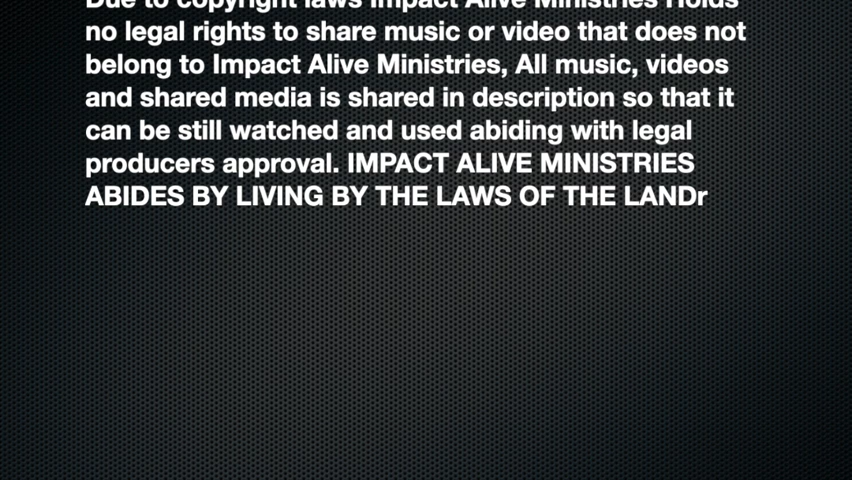 Due to copyright laws Impact Alive Ministries Holds
no legal rights to share music or video that does not
belong to Impact Alive Ministries, All music, videos
and shared media is shared in description so that it
can be still watched and used abiding with legal
producers approval. IMPACT ALIVE MINISTRIES
ABIDES BY LIVING BY THE LAWS OF THE LANDr